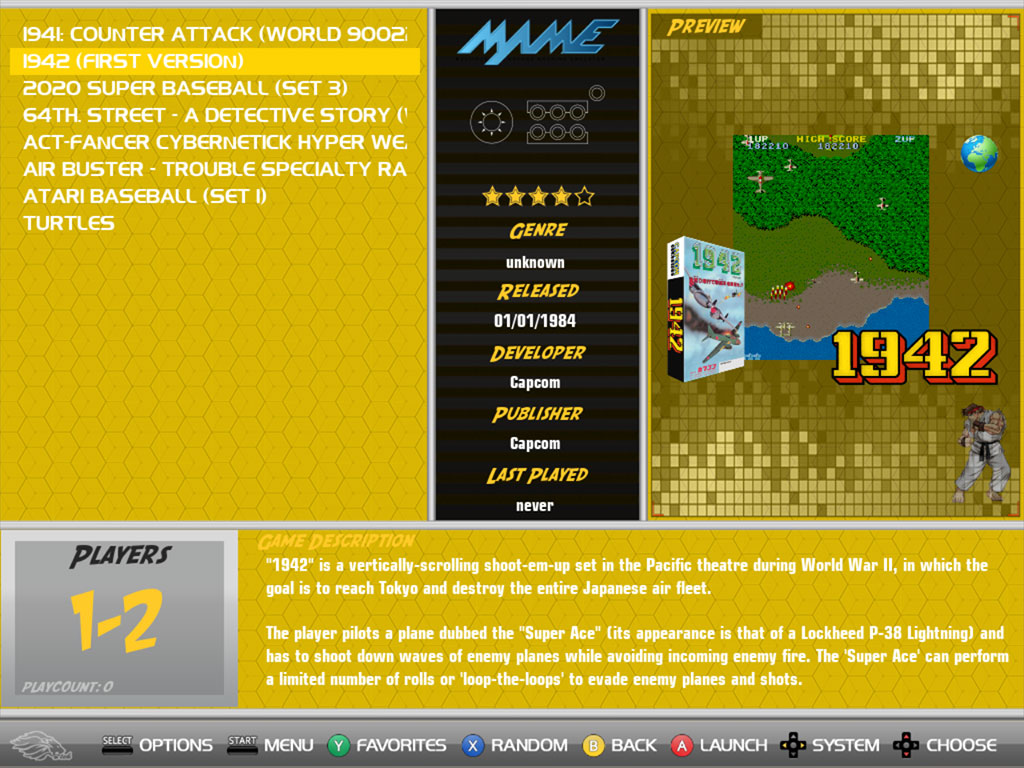 1941: COUNTER ATTACK (WORLD 9002
1942 (FIRST VERSION)
2020 SUPER BASEBALL (SET 3)
64TH. STREET - A DETECTIVE STORY (
ACT-FANCER CYBERNETICK HYPER WE
AIR BUSTER - TROUBLE SPECIALTY RA
ATARI BASEBALL (SET 1)
TURTLES
MAME
GENRE
unknown
RELEASED
01/01/1984
DEVELOPER
Capcom
PUBLISHER
Capcom
LAST PLAYED
never
PREVIEW
1UP HIGH SCORE 2UP
182210 182210
1942
1942
1942
PLAYERS
1-2
PLAYCOUNT: 0
GAME DESCRIPTION
"1942" is a vertically-scrolling shoot-em-up set in the Pacific theatre during World War II, in which the
goal is to reach Tokyo and destroy the entire Japanese air fleet.
The player pilots a plane dubbed the "Super Ace" (its appearance is that of a Lockheed P-38 Lightning) and
has to shoot down waves of enemy planes while avoiding incoming enemy fire. The 'Super Ace' can perform
a limited number of rolls or 'loop-the-loops' to evade enemy planes and shots.
SELECT OPTIONS START MENU Y FAVORITES X RANDOM B BACK A LAUNCH SYSTEM CHOOSE